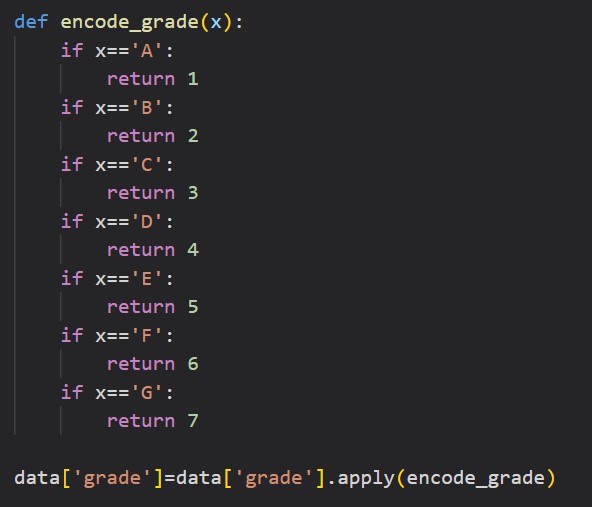 def encode_grade(x):
    if x=='A':
        return 1
    if x=='B':
        return 2
    if x=='C':
        return 3
    if x=='D':
        return 4
    if x=='E':
        return 5
    if x=='F':
        return 6
    if x=='G':
        return 7
data['grade']=data['grade'].apply(encode_grade)